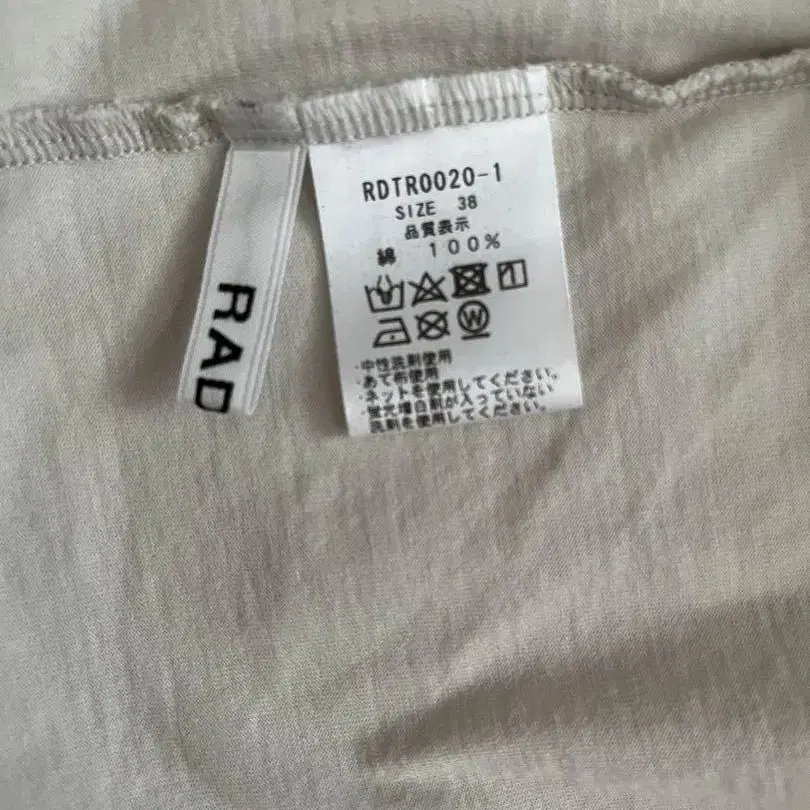 RDTR0020-1
SIZE 38
品質表示
綿 100%
W
・中性洗剤使用
・あて布使用
・ネットを使用してください。
・蛍光増白剤が入っていない
洗剤を使用してください。
RAD